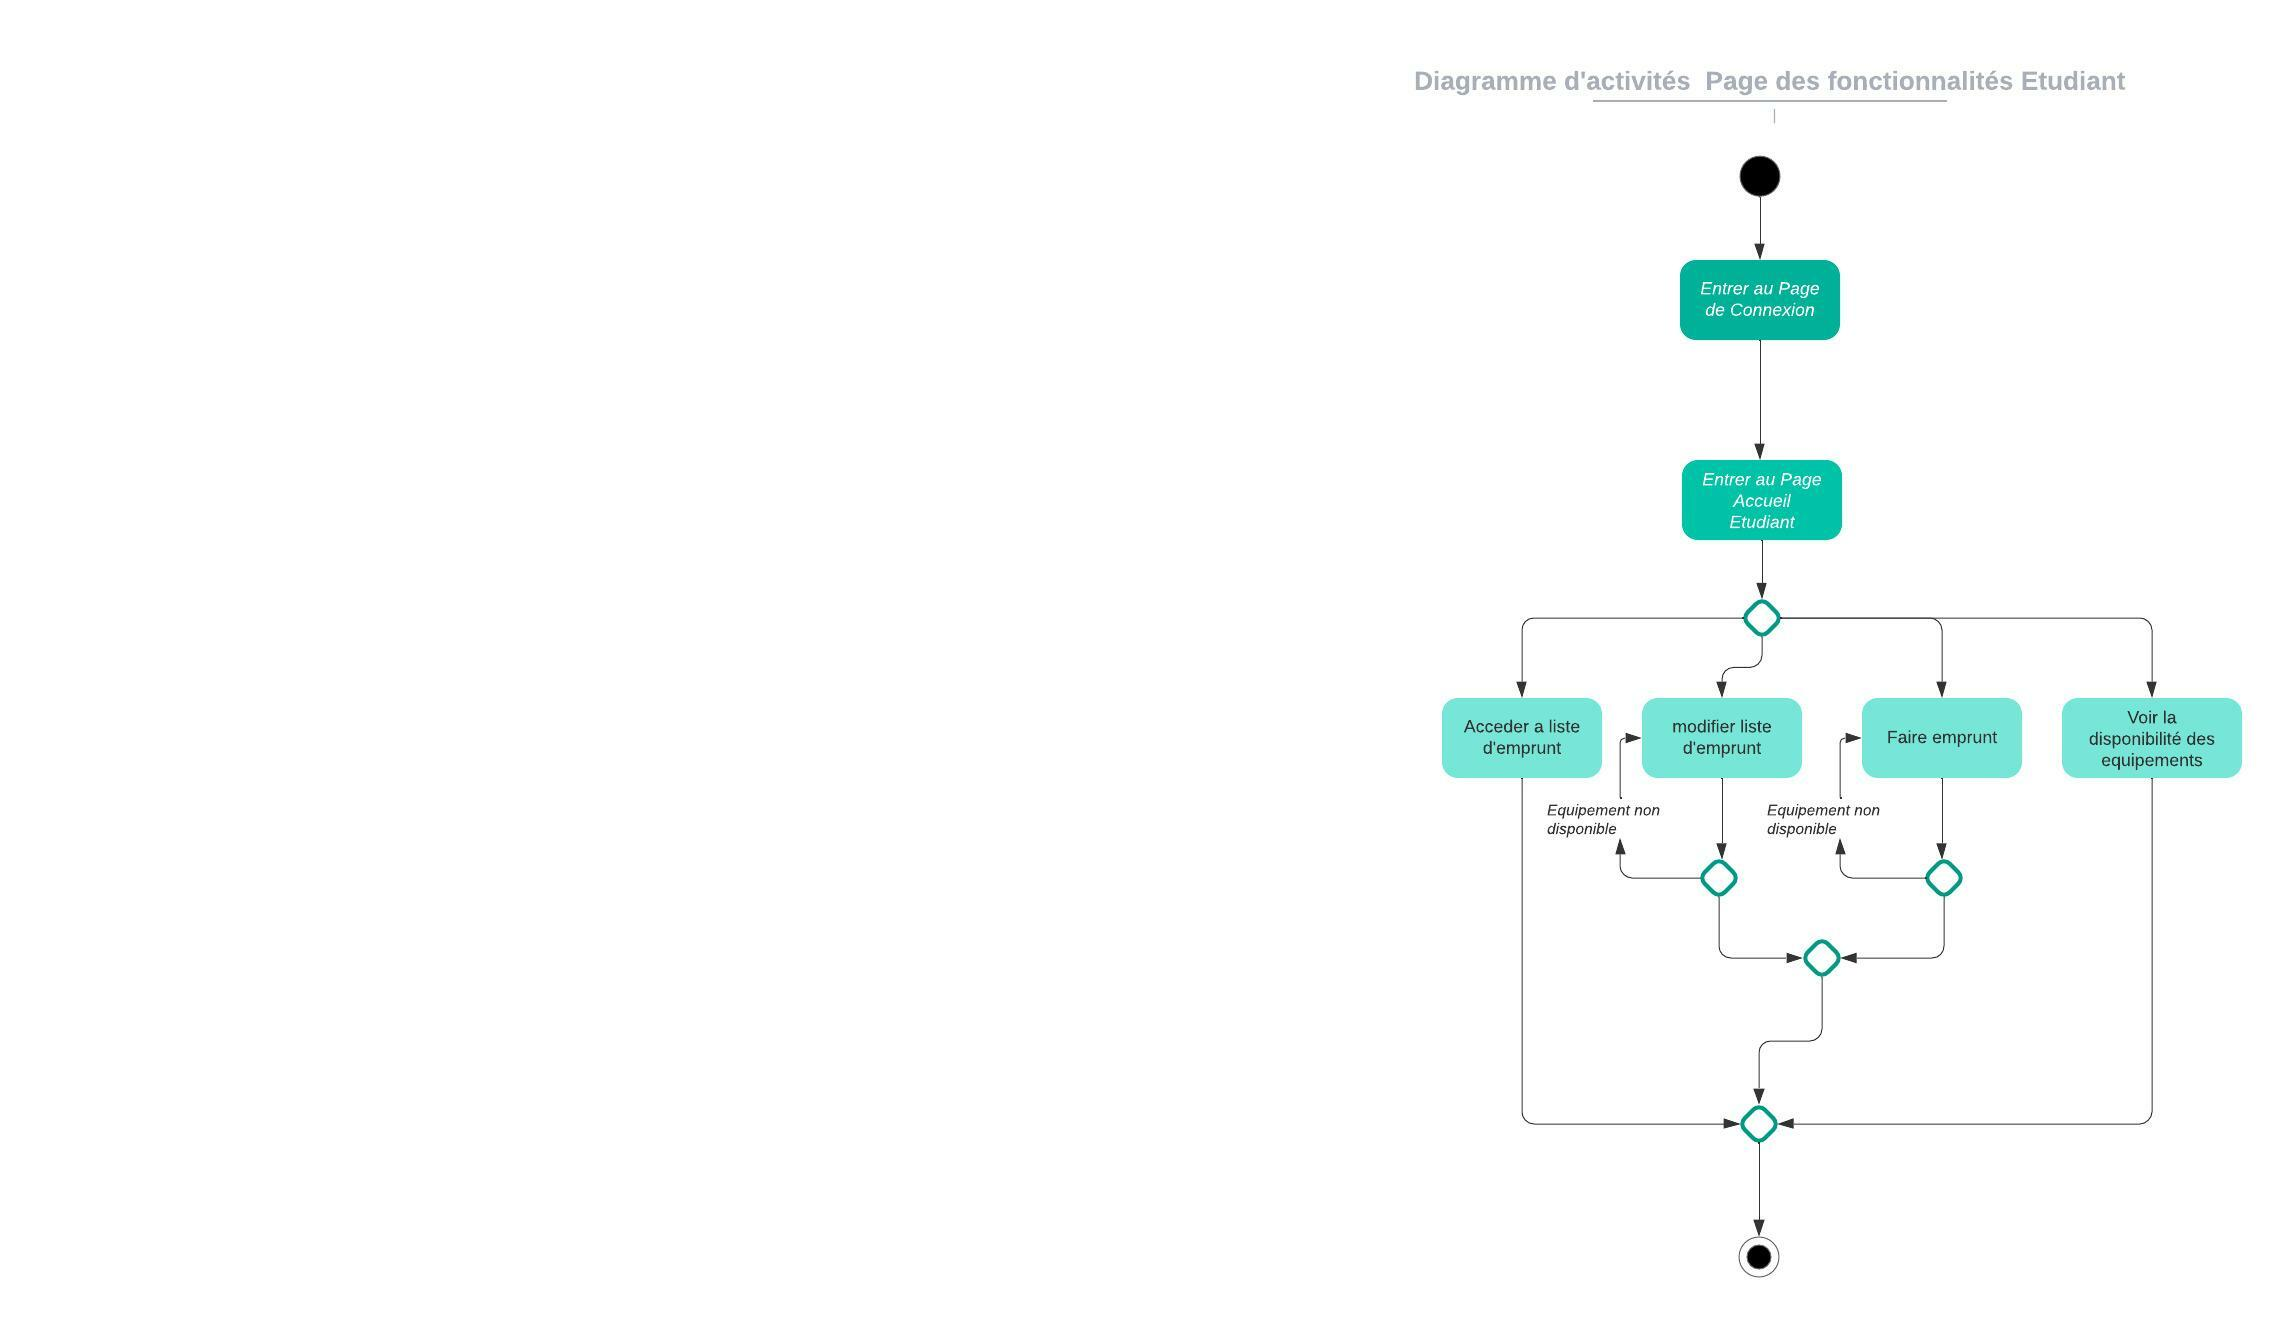 Diagramme d'activités  Page des fonctionnalités Etudiant
Entrer au Page
de Connexion
Entrer au Page
Accueil
Etudiant
Acceder a liste
d'emprunt
modifier liste
d'emprunt
Faire emprunt
Voir la
disponibilité des
equipements
Equipement non
disponible
Equipement non
disponible